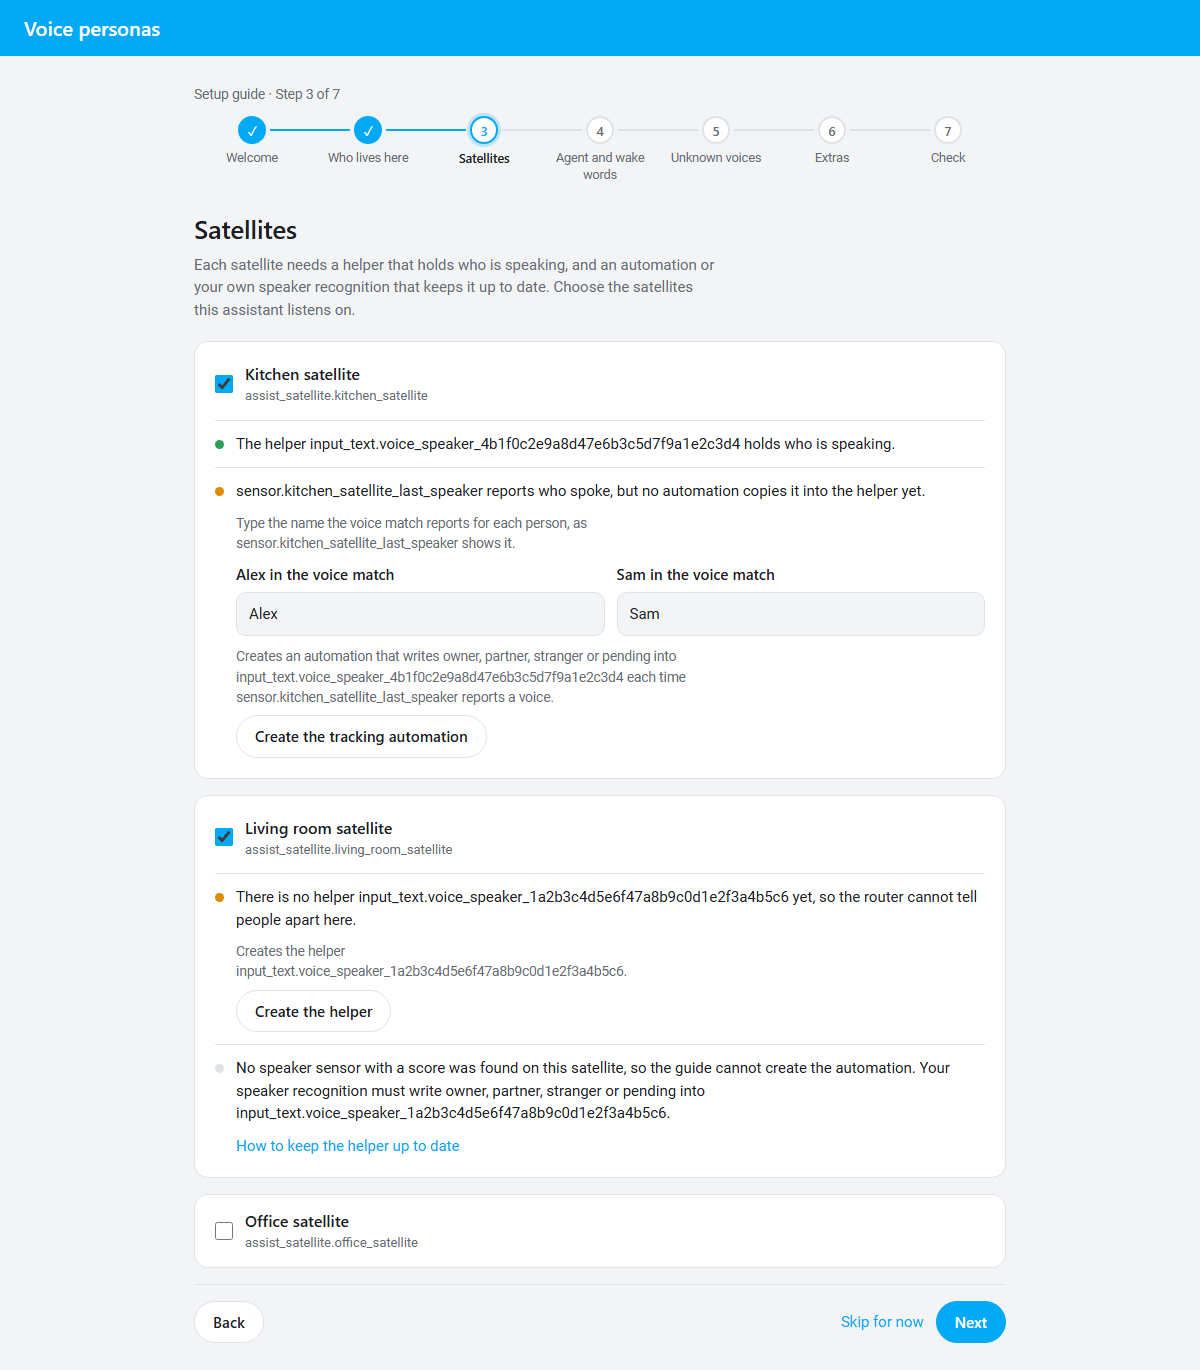 Voice personas
Setup guide · Step 3 of 7
✓
✓
3
4
5
6
7
Welcome
Who lives here
Satellites
Agent and wake
words
Unknown voices
Extras
Check
Satellites
Each satellite needs a helper that holds who is speaking, and an automation or
your own speaker recognition that keeps it up to date. Choose the satellites
this assistant listens on.
Kitchen satellite
assist_satellite.kitchen_satellite
The helper input_text.voice_speaker_4b1f0c2e9a8d47e6b3c5d7f9a1e2c3d4 holds who is speaking.
sensor.kitchen_satellite_last_speaker reports who spoke, but no automation copies it into the helper yet.
Type the name the voice match reports for each person, as
sensor.kitchen_satellite_last_speaker shows it.
Alex in the voice match
Sam in the voice match
Alex
Sam
Creates an automation that writes owner, partner, stranger or pending into
input_text.voice_speaker_4b1f0c2e9a8d47e6b3c5d7f9a1e2c3d4 each time
sensor.kitchen_satellite_last_speaker reports a voice.
Create the tracking automation
Living room satellite
assist_satellite.living_room_satellite
There is no helper input_text.voice_speaker_1a2b3c4d5e6f47a8b9c0d1e2f3a4b5c6 yet, so the router cannot tell
people apart here.
Creates the helper
input_text.voice_speaker_1a2b3c4d5e6f47a8b9c0d1e2f3a4b5c6.
Create the helper
No speaker sensor with a score was found on this satellite, so the guide cannot create the automation. Your
speaker recognition must write owner, partner, stranger or pending into
input_text.voice_speaker_1a2b3c4d5e6f47a8b9c0d1e2f3a4b5c6.
How to keep the helper up to date
Office satellite
assist_satellite.office_satellite
Back
Skip for now
Next